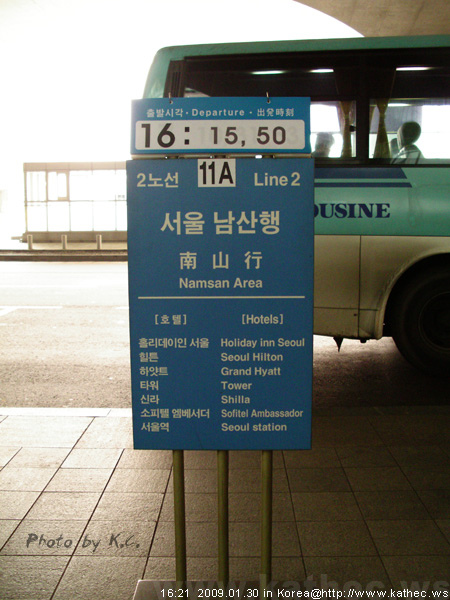 출발시각 · Departure · 出発時刻
16: 15, 50
2노선 11A Line 2
서울 남산행
南山行
Namsan Area
[호텔] [Hotels]
홀리데이인 서울 Holiday inn Seoul
힐튼 Seoul Hilton
하얏트 Grand Hyatt
타워 Tower
신라 Shilla
소피텔 엠베서더 Sofitel Ambassador
서울역 Seoul station
OUSINE
Photo by K.C.
www.kathec.ws
16:21 2009.01.30 in Korea@http://www.kathec.ws